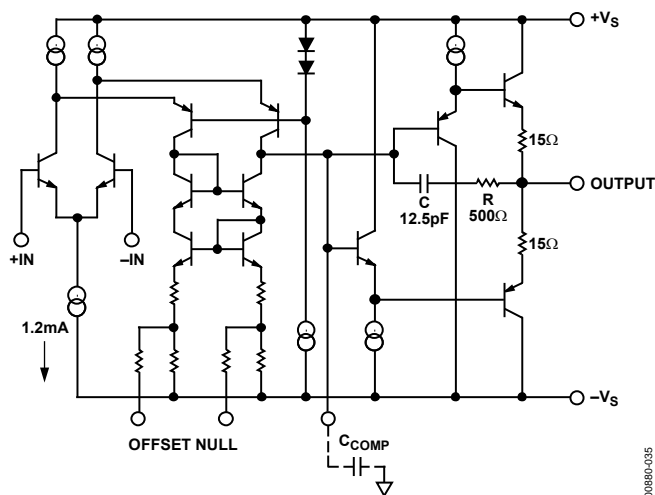 +VS
15Ω
OUTPUT
C
12.5pF
R
500Ω
15Ω
+IN
–IN
1.2mA
–VS
OFFSET NULL
CCOMP
00880-035